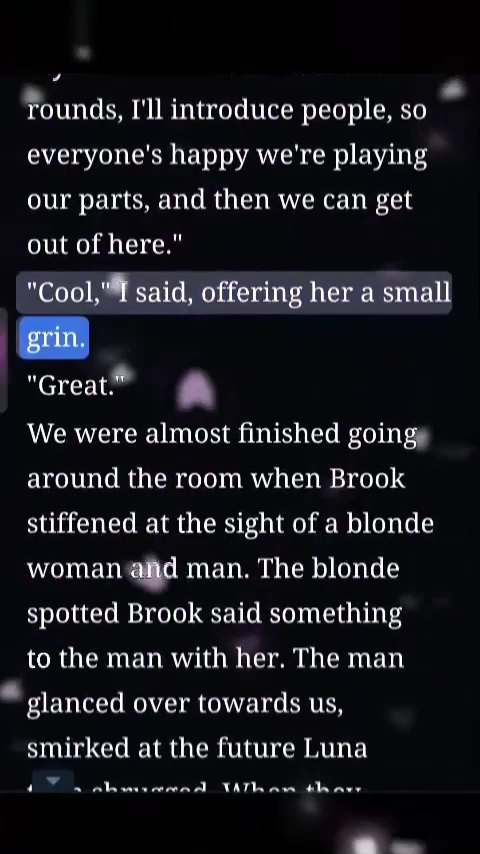 rounds, I'll introduce people, so
everyone's happy we're playing
our parts, and then we can get
out of here."
"Cool," I said, offering her a small
grin.
"Great."
We were almost finished going
around the room when Brook
stiffened at the sight of a blonde
woman and man. The blonde
spotted Brook said something
to the man with her. The man
glanced over towards us,
smirked at the future Luna
shrugged. When they